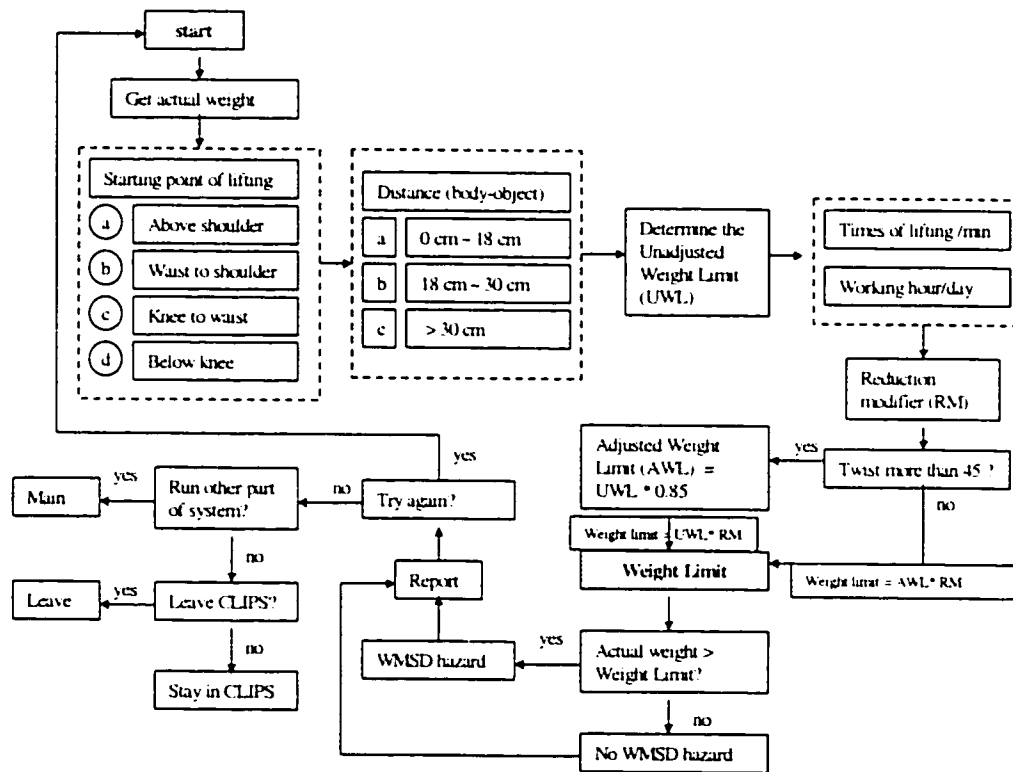 start
Get actual weight
Starting point of lifting
a Above shoulder
b Waist to shoulder
c Knee to waist
d Below knee
Distance (body-object)
a 0 cm ~ 18 cm
b 18 cm ~ 30 cm
c > 30 cm
Determine the
Unadjusted
Weight Limit
(UWL)
Times of lifting /min
Working hour/day
Reduction
modifier (RM)
Twist more than 45 ?
yes
no
Adjusted Weight
Limit (AWL) =
UWL * 0.85
Weight limit = UWL* RM
Weight limit = AWL* RM
Weight Limit
Actual weight >
Weight Limit?
yes
no
WMSD hazard
No WMSD hazard
Report
Try again?
yes
no
Run other part
of system?
yes
no
Main
Leave CLIPS?
yes
no
Leave
Stay in CLIPS